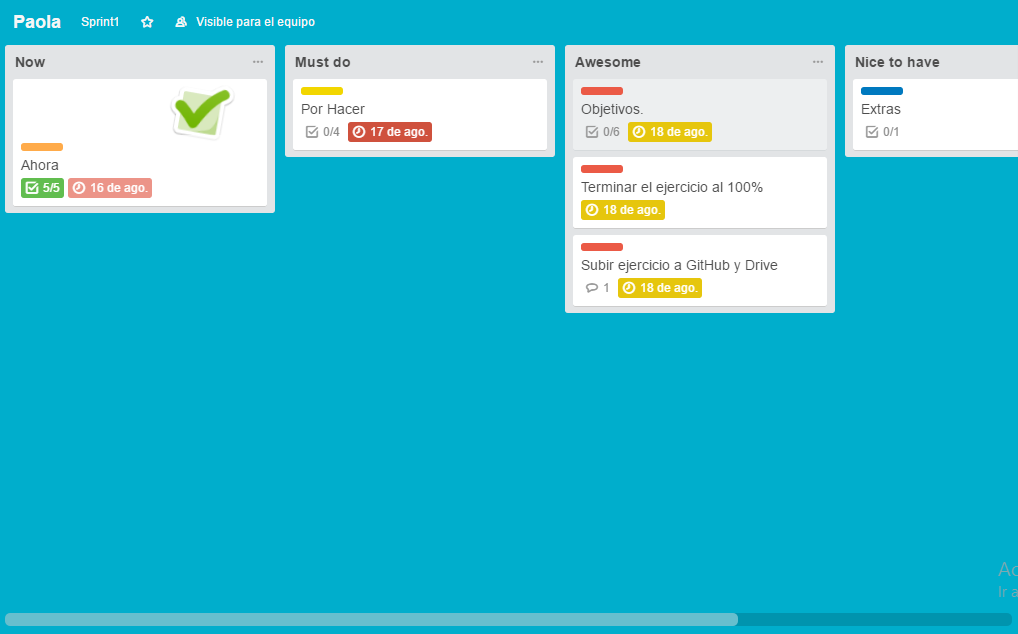 Paola Sprint1 Visible para el equipo
Now
Ahora
5/5 16 de ago.
Must do
Por Hacer
0/4 17 de ago.
Awesome
Objetivos.
0/6 18 de ago.
Terminar el ejercicio al 100%
18 de ago.
Subir ejercicio a GitHub y Drive
1 18 de ago.
Nice to have
Extras
0/1